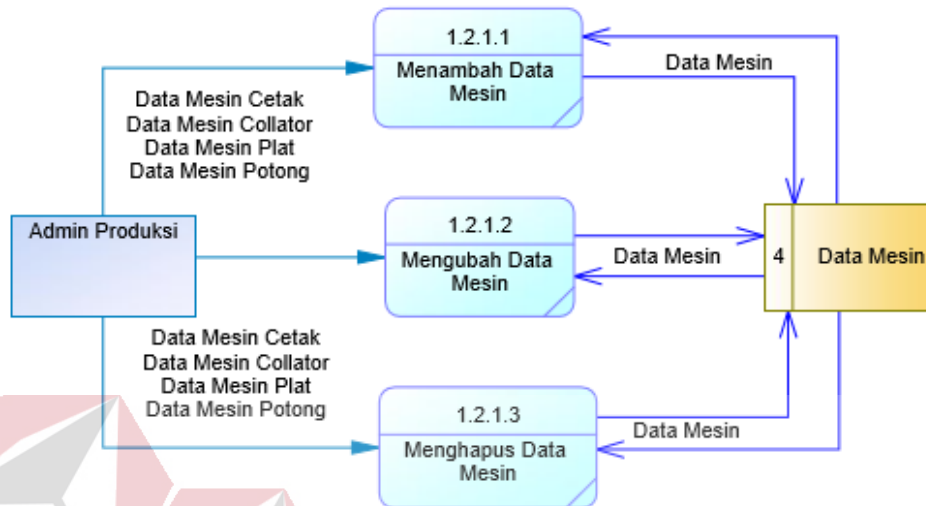 1.2.1.1
Menambah Data
Mesin
Data Mesin
Data Mesin Cetak
Data Mesin Collator
Data Mesin Plat
Data Mesin Potong
Admin Produksi
1.2.1.2
Mengubah Data
Mesin
Data Mesin
4
Data Mesin
Data Mesin Cetak
Data Mesin Collator
Data Mesin Plat
Data Mesin Potong
1.2.1.3
Menghapus Data
Mesin
Data Mesin